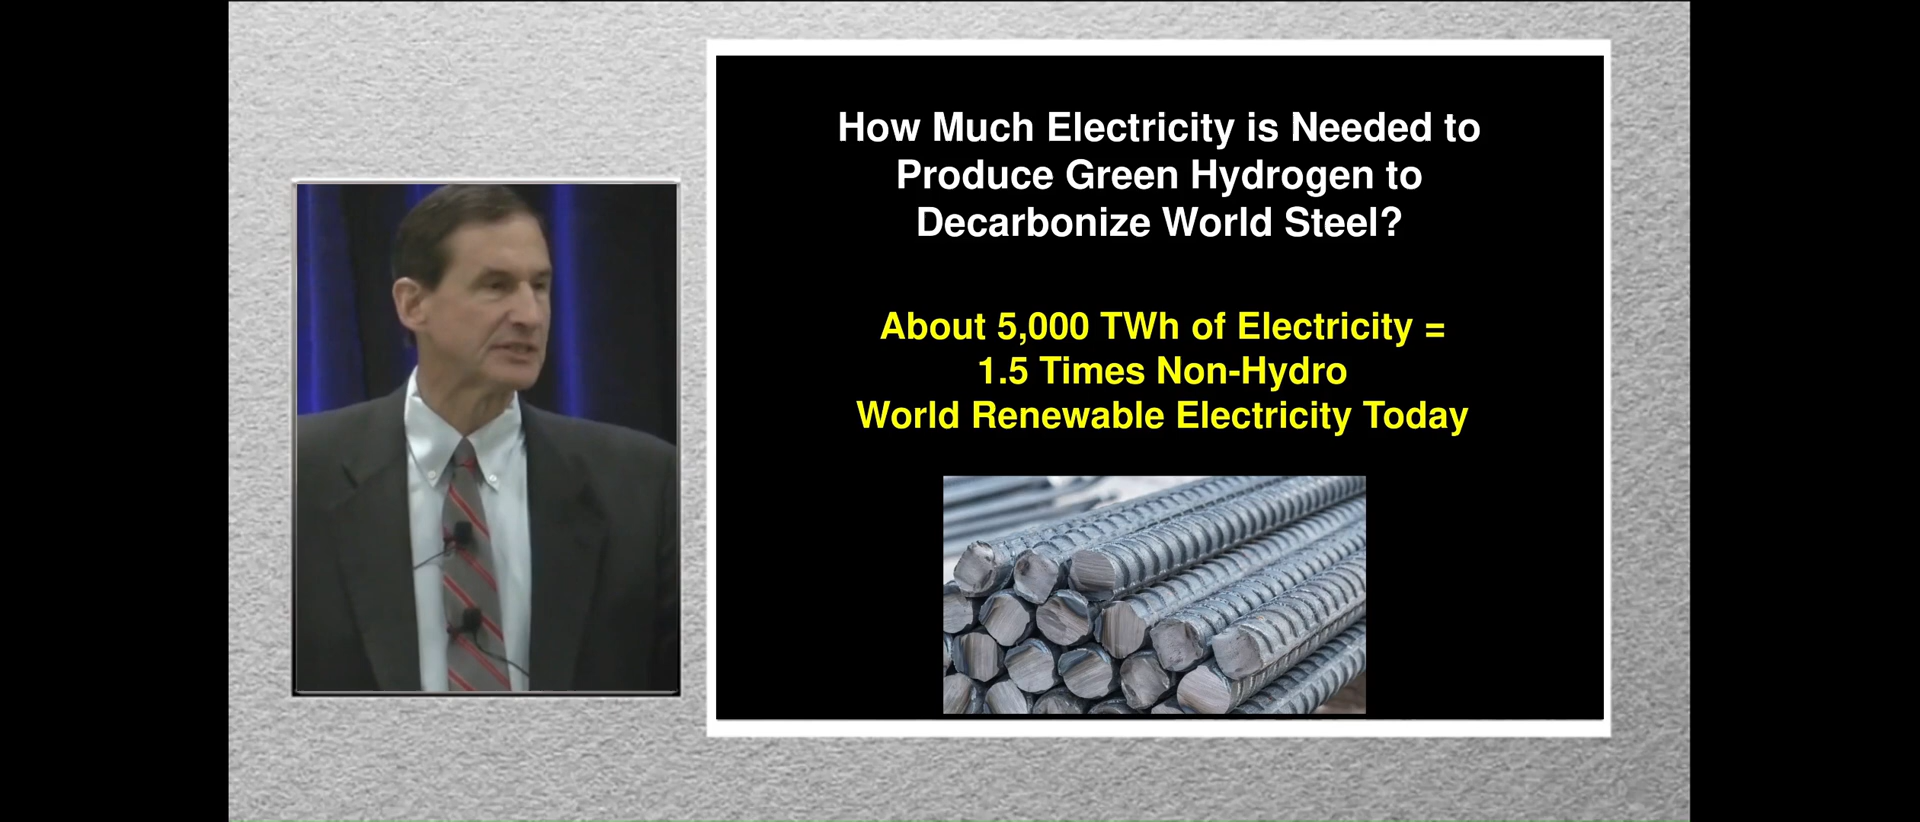 How Much Electricity is Needed to
Produce Green Hydrogen to
Decarbonize World Steel?
About 5,000 TWh of Electricity =
1.5 Times Non-Hydro
World Renewable Electricity Today